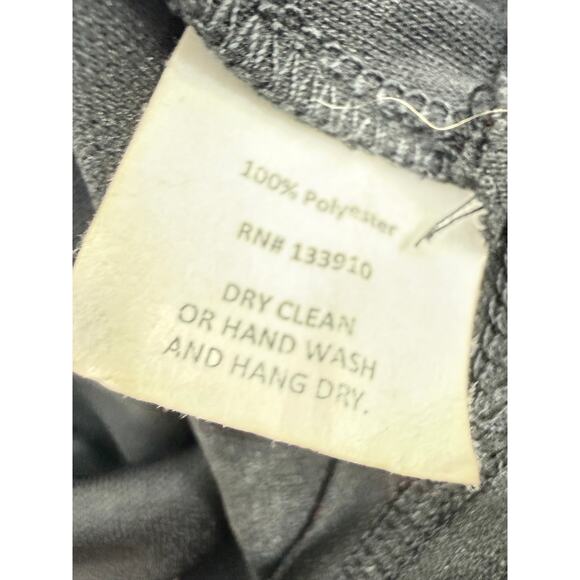 100% Polyester
RN# 133910
DRY CLEAN
OR HAND WASH
AND HANG DRY.